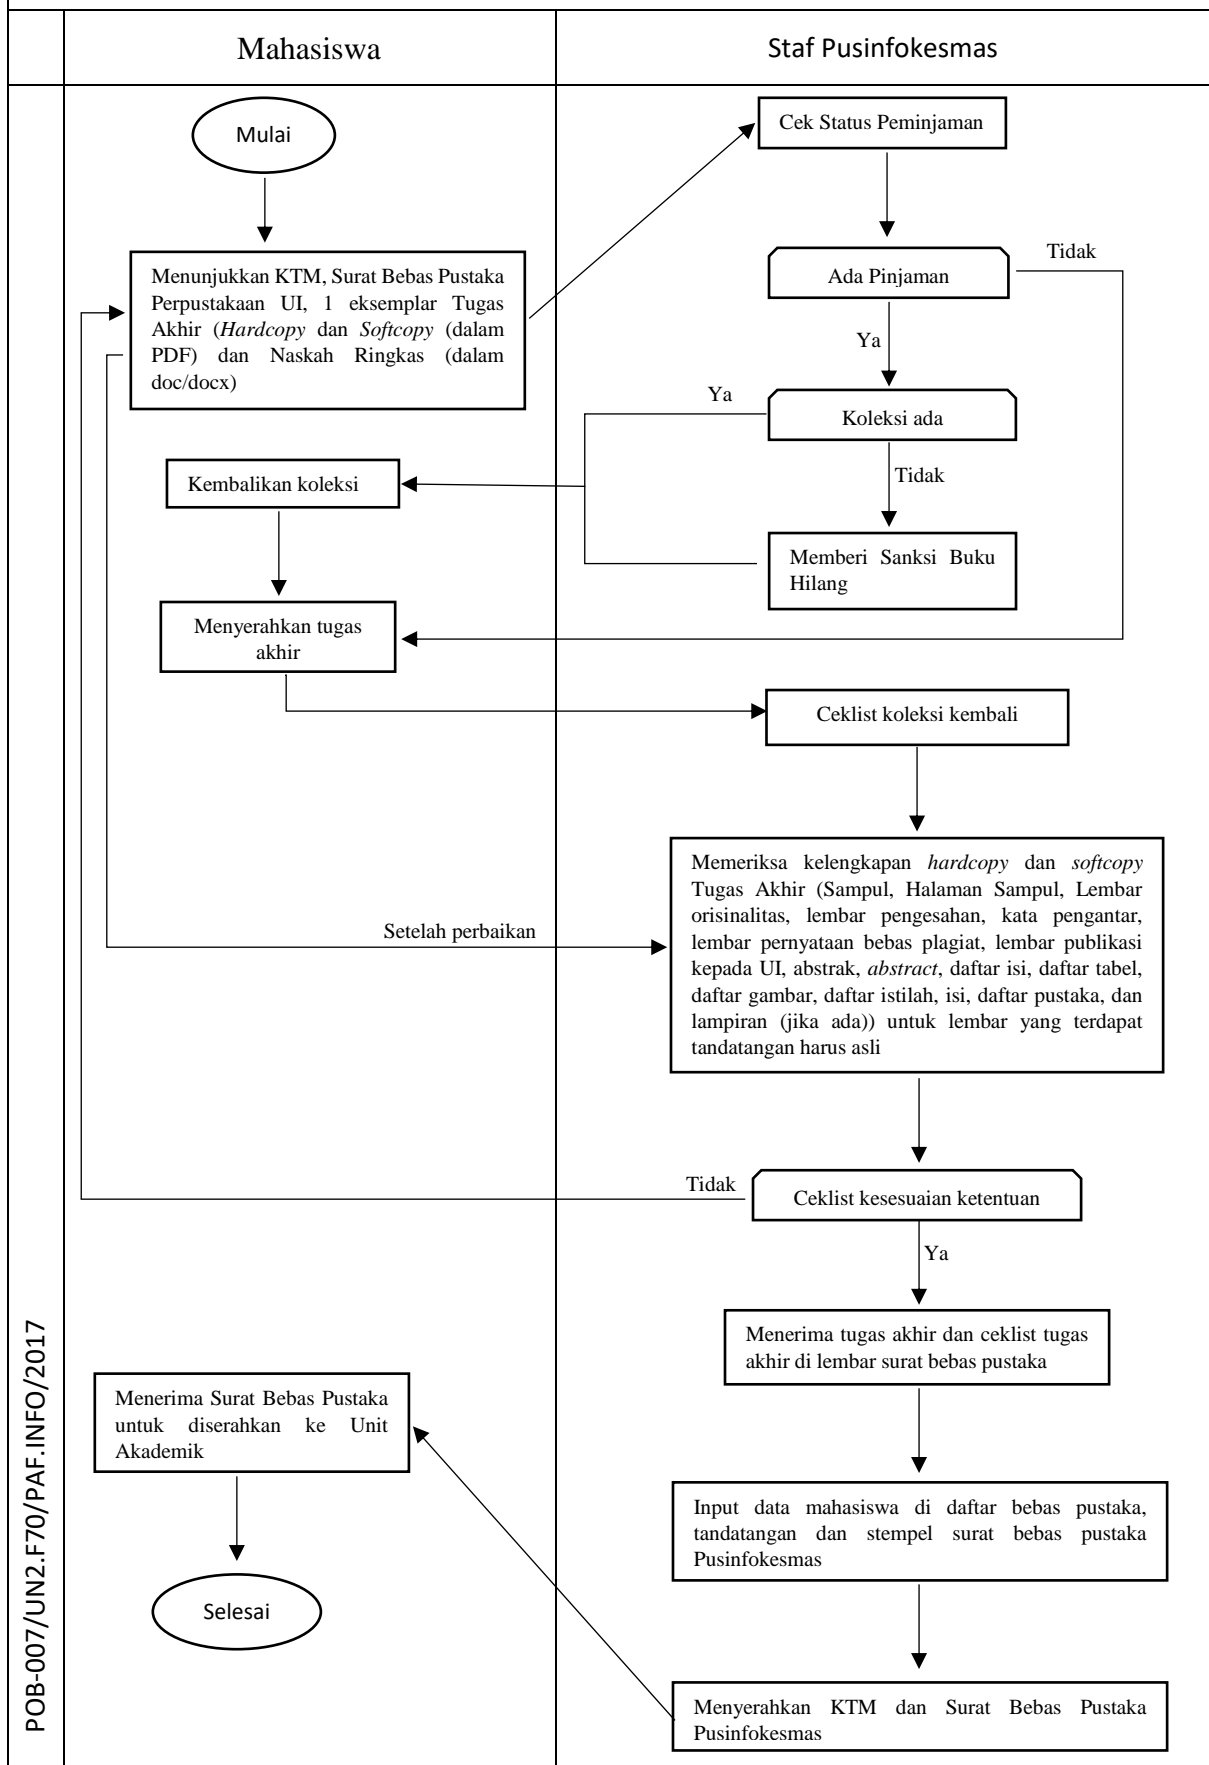 Mahasiswa
Staf Pusinfokesmas
Mulai
Cek Status Peminjaman
Menunjukkan KTM, Surat Bebas Pustaka
Perpustakaan UI, 1 eksemplar Tugas
Akhir (Hardcopy dan Softcopy (dalam
PDF) dan Naskah Ringkas (dalam
doc/docx)
Ada Pinjaman
Tidak
Ya
Koleksi ada
Ya
Tidak
Kembalikan koleksi
Memberi Sanksi Buku
Hilang
Menyerahkan tugas
akhir
Ceklist koleksi kembali
Memeriksa kelengkapan hardcopy dan softcopy
Tugas Akhir (Sampul, Halaman Sampul, Lembar
orisinalitas, lembar pengesahan, kata pengantar,
lembar pernyataan bebas plagiat, lembar publikasi
kepada UI, abstrak, abstract, daftar isi, daftar tabel,
daftar gambar, daftar istilah, isi, daftar pustaka, dan
lampiran (jika ada)) untuk lembar yang terdapat
tandatangan harus asli
Setelah perbaikan
Tidak
Ceklist kesesuaian ketentuan
Ya
Menerima tugas akhir dan ceklist tugas
akhir di lembar surat bebas pustaka
Menerima Surat Bebas Pustaka
untuk diserahkan ke Unit
Akademik
Input data mahasiswa di daftar bebas pustaka,
tandatangan dan stempel surat bebas pustaka
Pusinfokesmas
Selesai
Menyerahkan KTM dan Surat Bebas Pustaka
Pusinfokesmas
POB-007/UN2.F70/PAF.INFO/2017